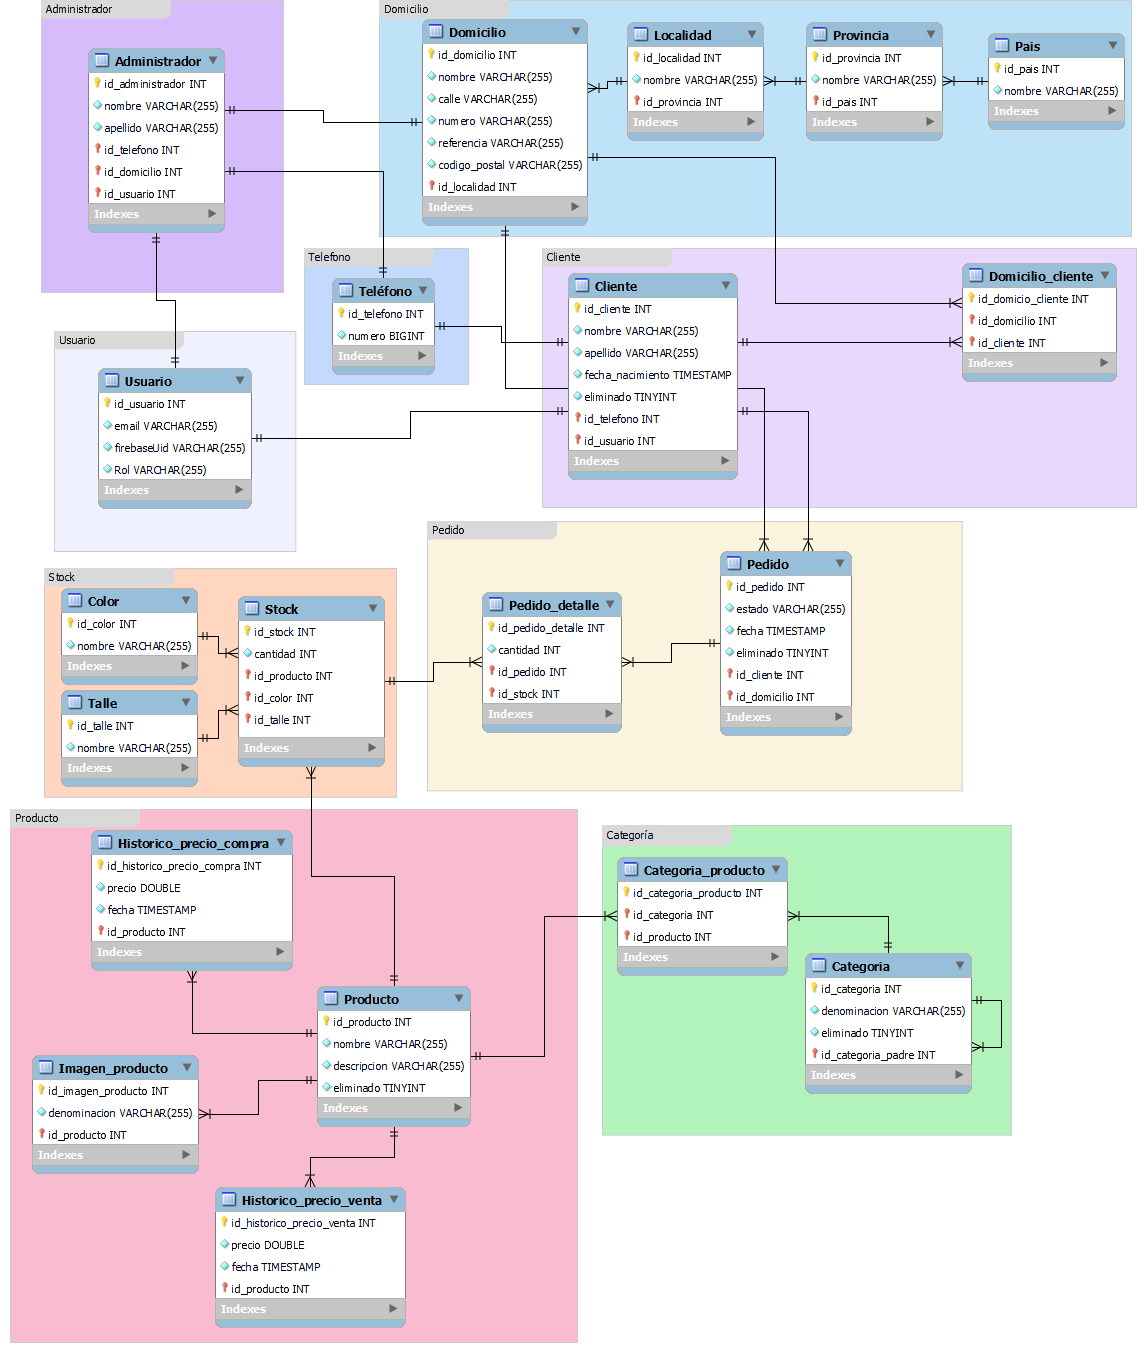 Administrador
Administrador
id_administrador INT
nombre VARCHAR(255)
apellido VARCHAR(255)
id_telefono INT
id_domicilio INT
id_usuario INT
Indexes
Domicilio
Domicilio
id_domicilio INT
nombre VARCHAR(255)
calle VARCHAR(255)
numero VARCHAR(255)
referencia VARCHAR(255)
codigo_postal VARCHAR(255)
id_localidad INT
Indexes
Localidad
id_localidad INT
nombre VARCHAR(255)
id_provincia INT
Indexes
Provincia
id_provincia INT
nombre VARCHAR(255)
id_pais INT
Indexes
Pais
id_pais INT
nombre VARCHAR(255)
Indexes
Telefono
Teléfono
id_telefono INT
numero BIGINT
Indexes
Cliente
Cliente
id_cliente INT
nombre VARCHAR(255)
apellido VARCHAR(255)
fecha_nacimiento TIMESTAMP
eliminado TINYINT
id_telefono INT
id_usuario INT
Indexes
Domicilio_cliente
id_domicio_cliente INT
id_domicilio INT
id_cliente INT
Indexes
Usuario
Usuario
id_usuario INT
email VARCHAR(255)
firebaseUid VARCHAR(255)
Rol VARCHAR(255)
Indexes
Pedido
Pedido_detalle
id_pedido_detalle INT
cantidad INT
id_pedido INT
id_stock INT
Indexes
Pedido
id_pedido INT
estado VARCHAR(255)
fecha TIMESTAMP
eliminado TINYINT
id_cliente INT
id_domicilio INT
Indexes
Stock
Color
id_color INT
nombre VARCHAR(255)
Indexes
Talle
id_talle INT
nombre VARCHAR(255)
Indexes
Stock
id_stock INT
cantidad INT
id_producto INT
id_color INT
id_talle INT
Indexes
Producto
Historico_precio_compra
id_historico_precio_compra INT
precio DOUBLE
fecha TIMESTAMP
id_producto INT
Indexes
Producto
id_producto INT
nombre VARCHAR(255)
descripcion VARCHAR(255)
eliminado TINYINT
Indexes
Imagen_producto
id_imagen_producto INT
denominacion VARCHAR(255)
id_producto INT
Indexes
Historico_precio_venta
id_historico_precio_venta INT
precio DOUBLE
fecha TIMESTAMP
id_producto INT
Indexes
Categoría
Categoria_producto
id_categoria_producto INT
id_categoria INT
id_producto INT
Indexes
Categoria
id_categoria INT
denominacion VARCHAR(255)
eliminado TINYINT
id_categoria_padre INT
Indexes